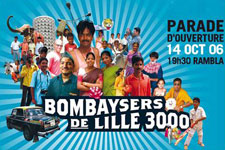 PARADE
D'OUVERTURE
14 OCT 06
19h30 RAMBLA
BOMBAYSERS
DE LILLE 3000